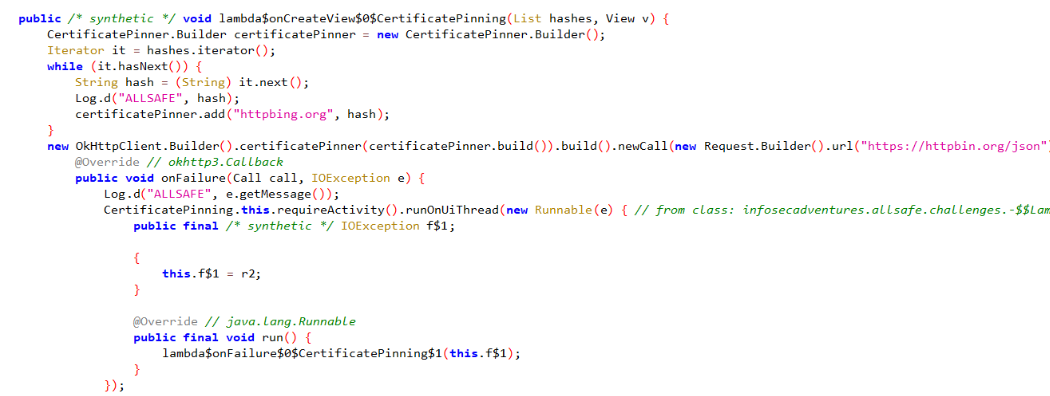 public /* synthetic */ void lambda$onCreateView$0$CertificatePinning(List hashes, View v) {
CertificatePinner.Builder certificatePinner = new CertificatePinner.Builder();
Iterator it = hashes.iterator();
while (it.hasNext()) {
String hash = (String) it.next();
Log.d("ALLSAFE", hash);
certificatePinner.add("httpbing.org", hash);
}
new OkHttpClient.Builder().certificatePinner(certificatePinner.build()).build().newCall(new Request.Builder().url("https://httpbin.org/json")
@Override // okhttp3.Callback
public void onFailure(Call call, IOException e) {
Log.d("ALLSAFE", e.getMessage());
CertificatePinning.this.requireActivity().runOnUiThread(new Runnable(e) { // from class: infosecadventures.allsafe.challenges.-$$Lam
public final /* synthetic */ IOException f$1;
{
this.f$1 = r2;
}
@Override // java.lang.Runnable
public final void run() {
lambda$onFailure$0$CertificatePinning$1(this.f$1);
}
});